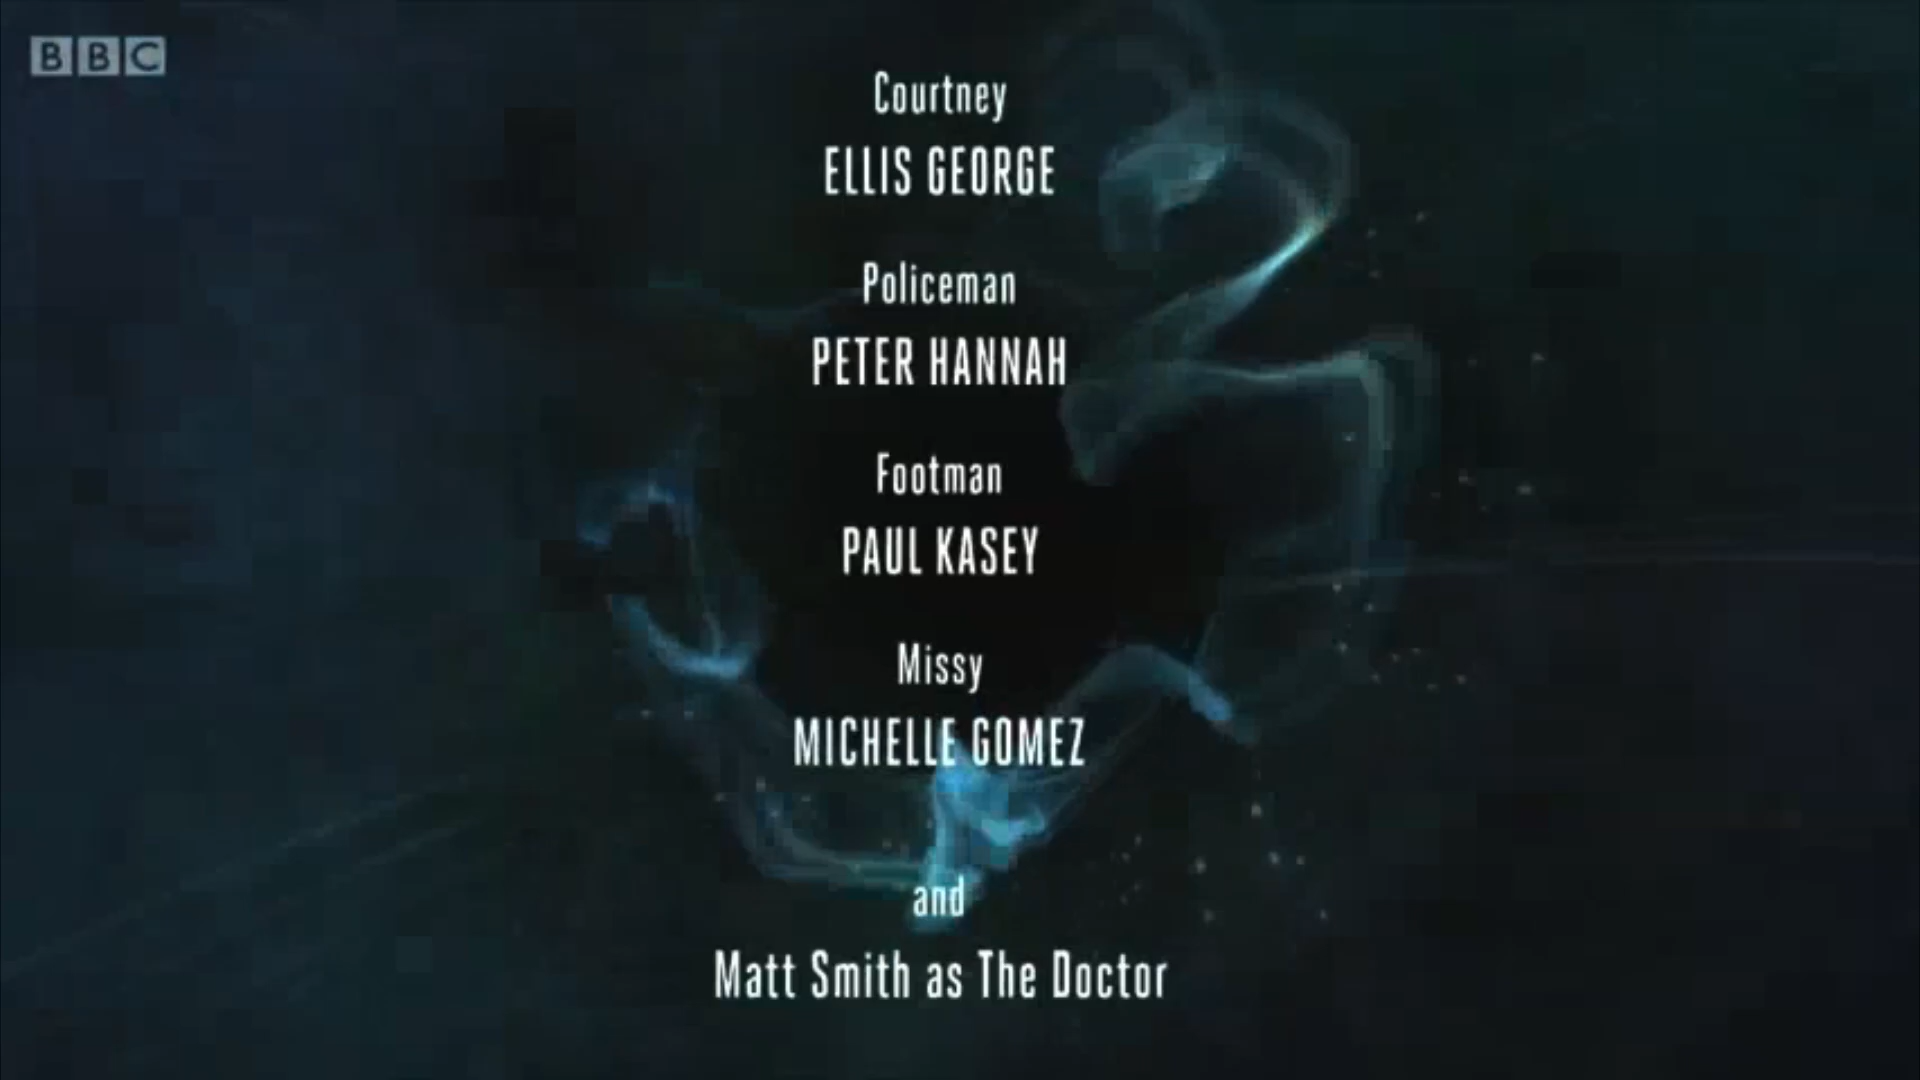 BBC
Courtney
ELLIS GEORGE
Policeman
PETER HANNAH
Footman
PAUL KASEY
Missy
MICHELLE GOMEZ
and
Matt Smith as The Doctor